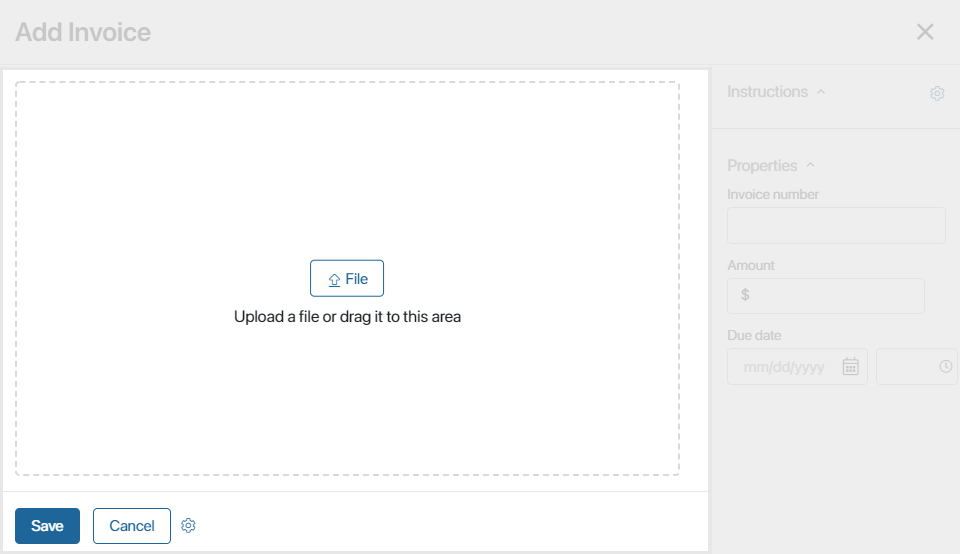 Add Invoice
File
Upload a file or drag it to this area
Save
Cancel
Instructions
Properties
Invoice number
Amount
$
Due date
mm/dd/yyyy